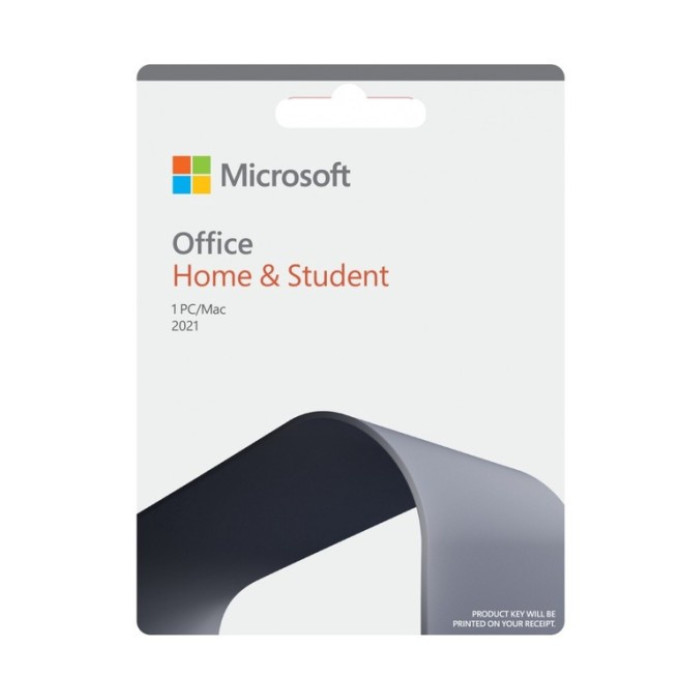 Microsoft
Office
Home & Student
1 PC/Mac
2021
PRODUCT KEY WILL BE
PRINTED ON YOUR RECEIPT.